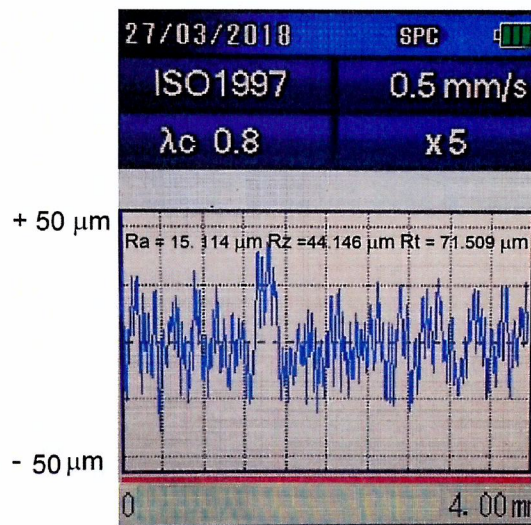 27/03/2018 SPC
ISO1997 0.5 mm/s
λc 0.8 x5
+ 50 μm
Ra = 15. 114 μm Rz =44.146 μm Rt = 71.509 μm
- 50 μm
0 4. 00m